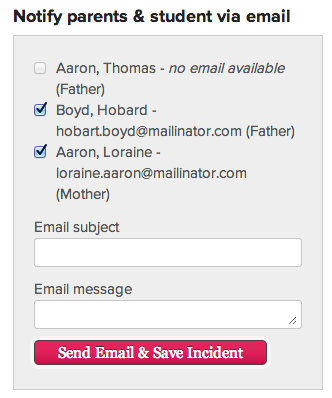 Notify parents & student via email
Aaron, Thomas - no email available
(Father)
Boyd, Hobard -
hobart.boyd@mailinator.com (Father)
Aaron, Loraine -
loraine.aaron@mailinator.com
(Mother)
Email subject
Email message
Send Email & Save Incident